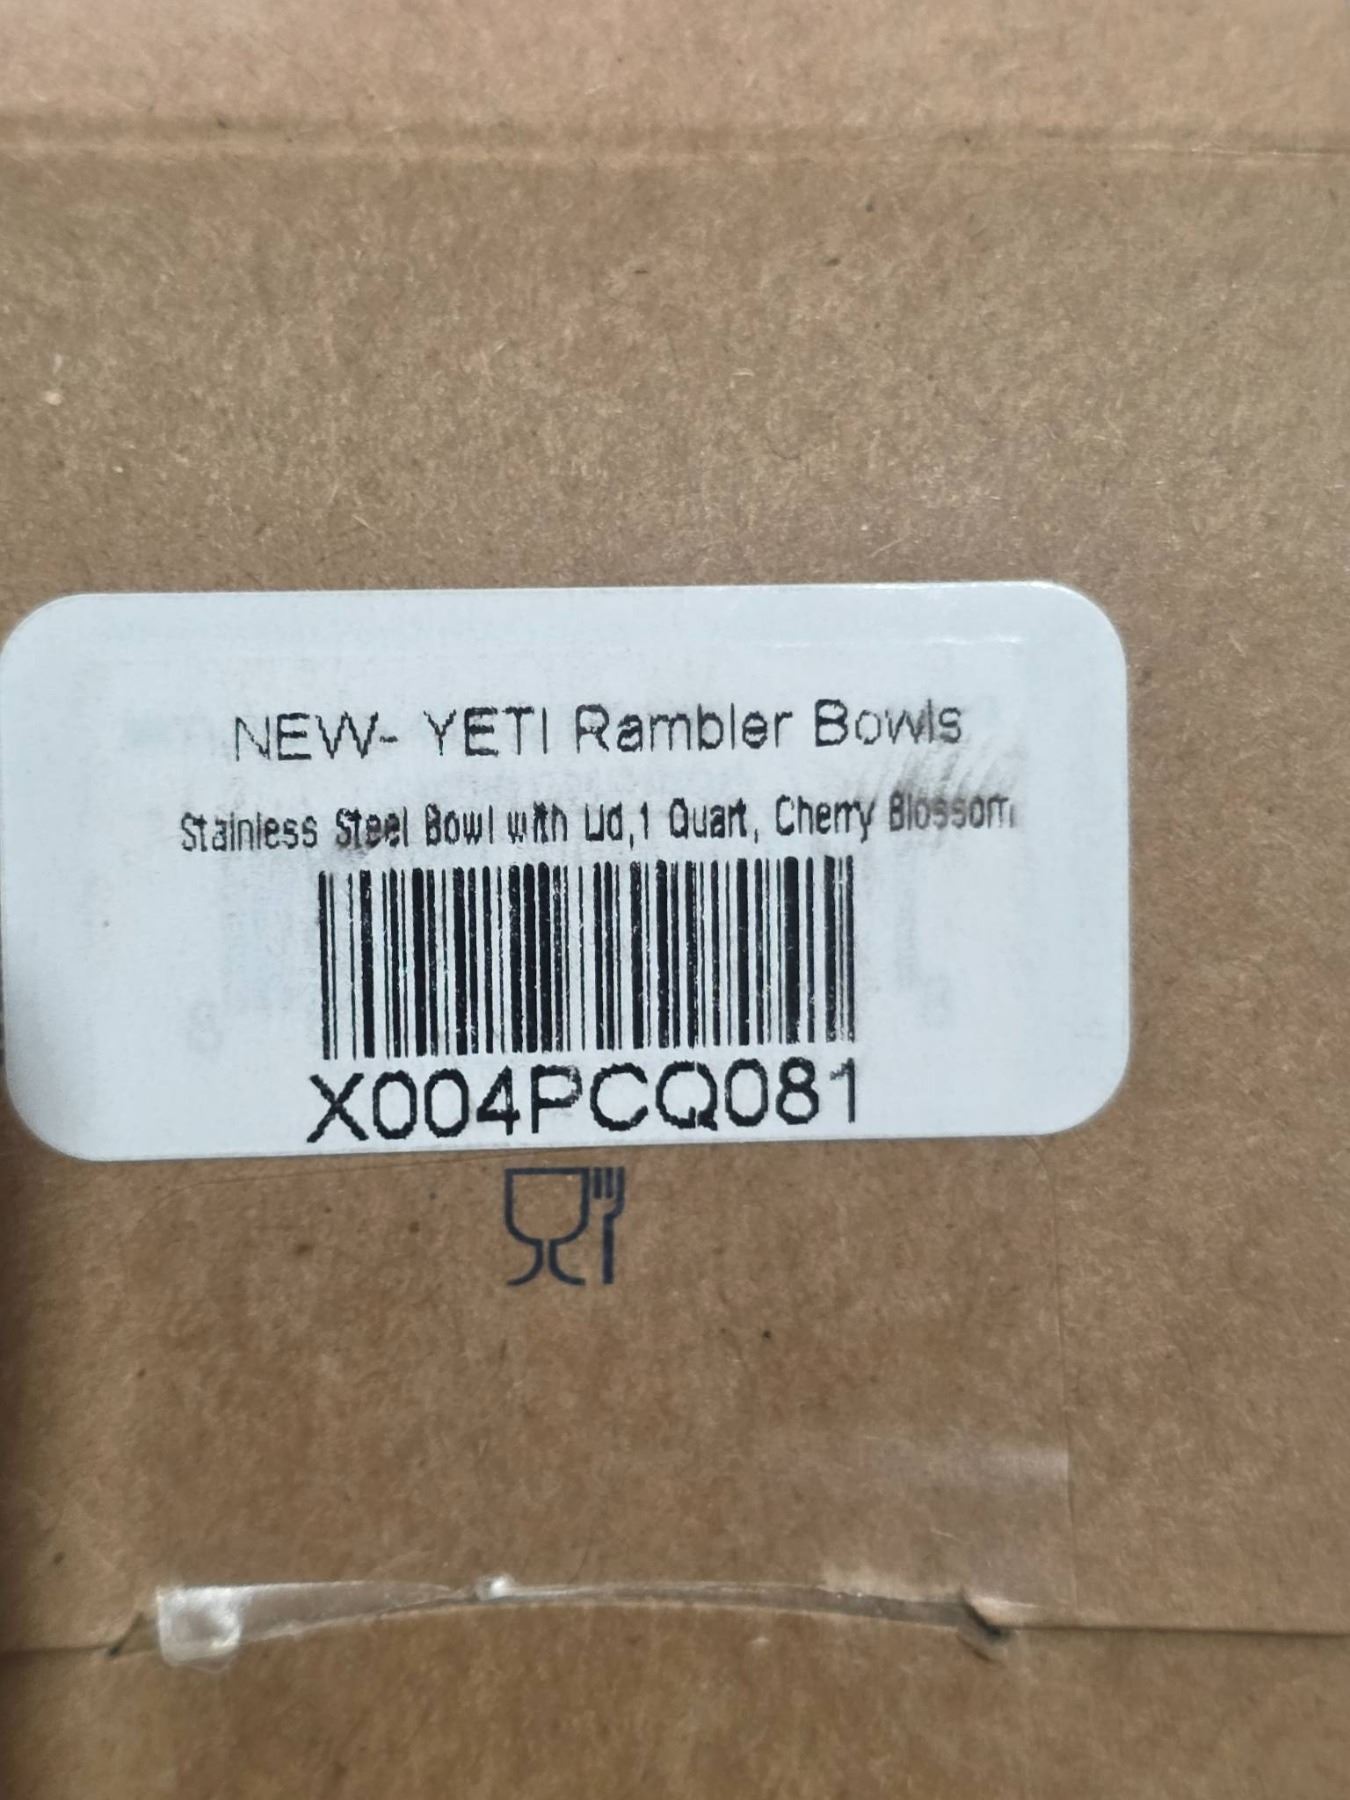 NEW- YETI Rambler Bowls
Stainless Steel Bowl with Lid,1 Quart, Cherry Blossom
X004PCQ081